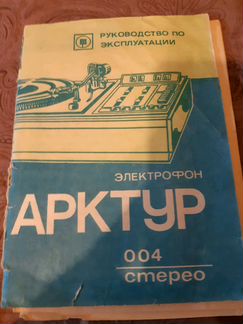 РУКОВОДСТВО ПО
ЭКСПЛУАТАЦИИ
ЭЛЕКТРОФОН
АРКТУР
004
стерео